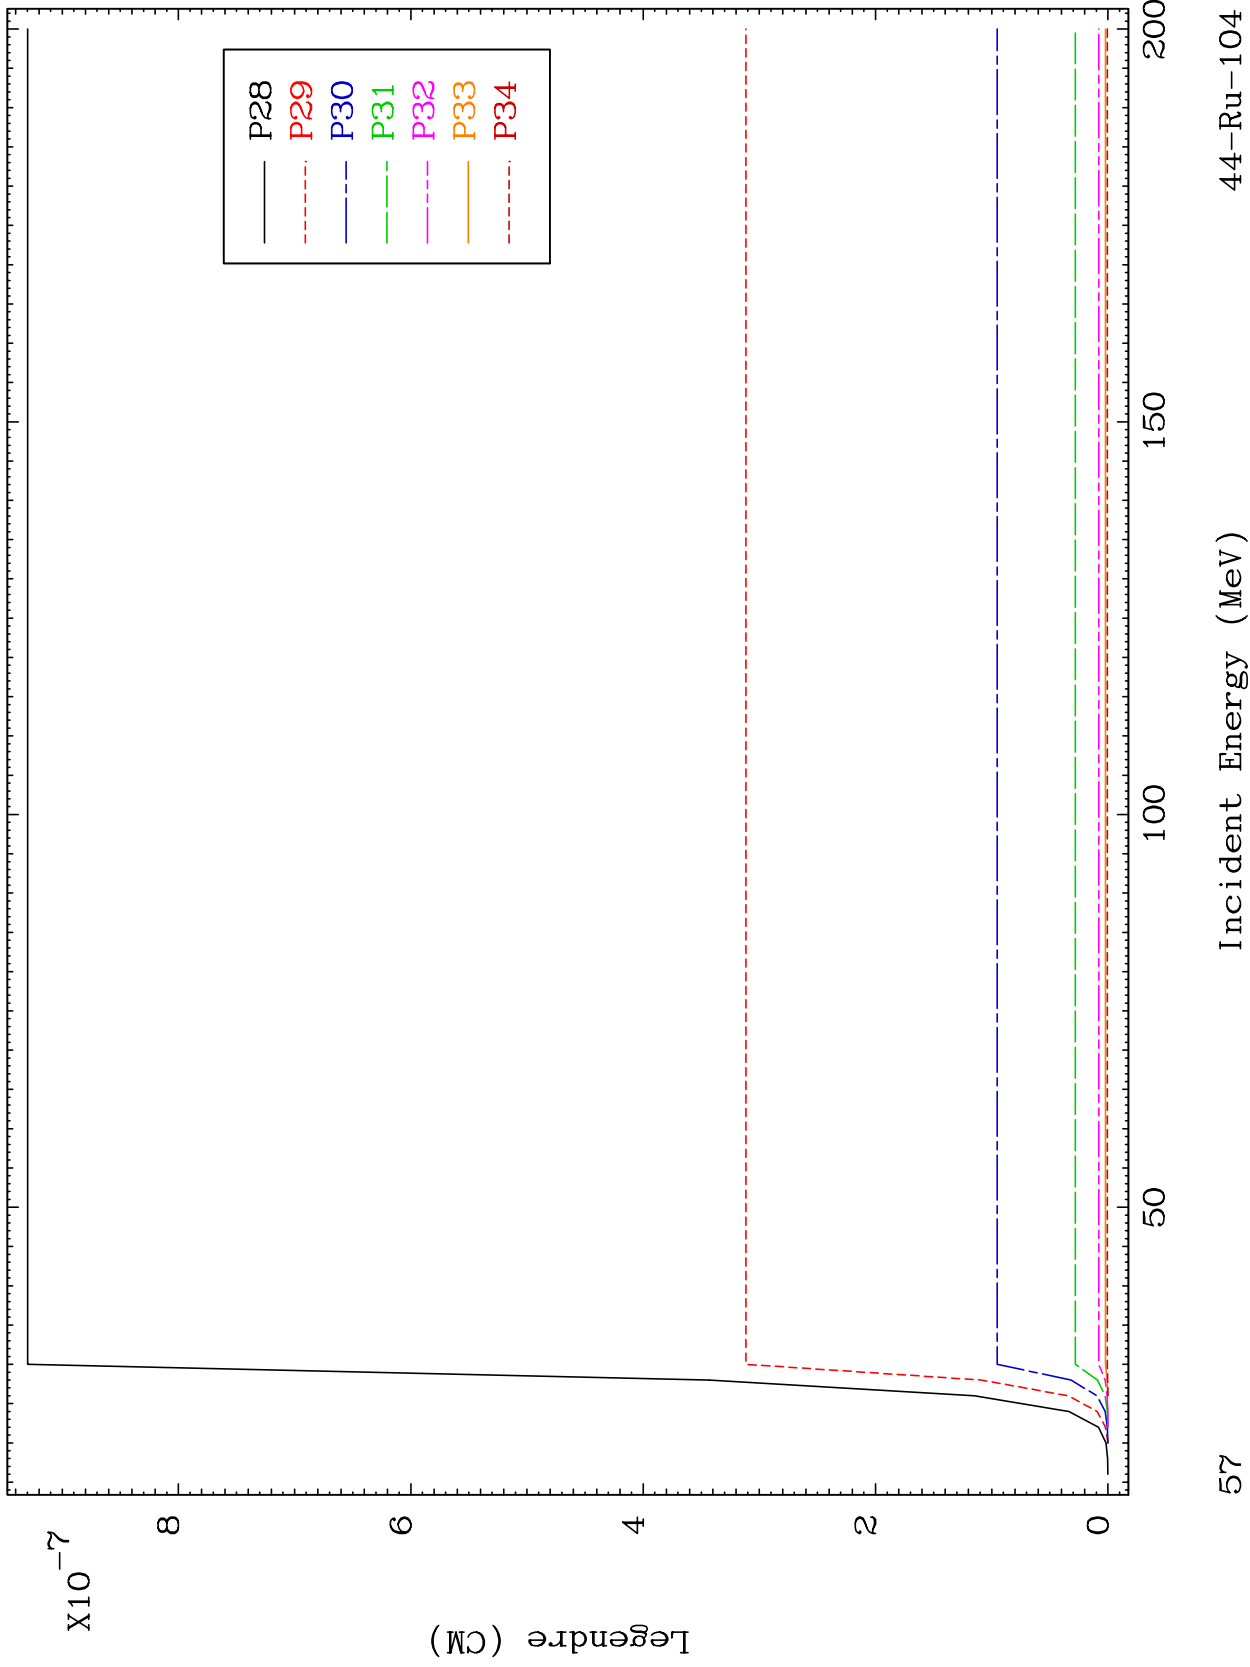 X10-7
Legendre (CM)
8
6
4
2
0
P28
P29
P30
P31
P32
P33
P34
50
100
150
200
Incident Energy (MeV)
57
44-Ru-104